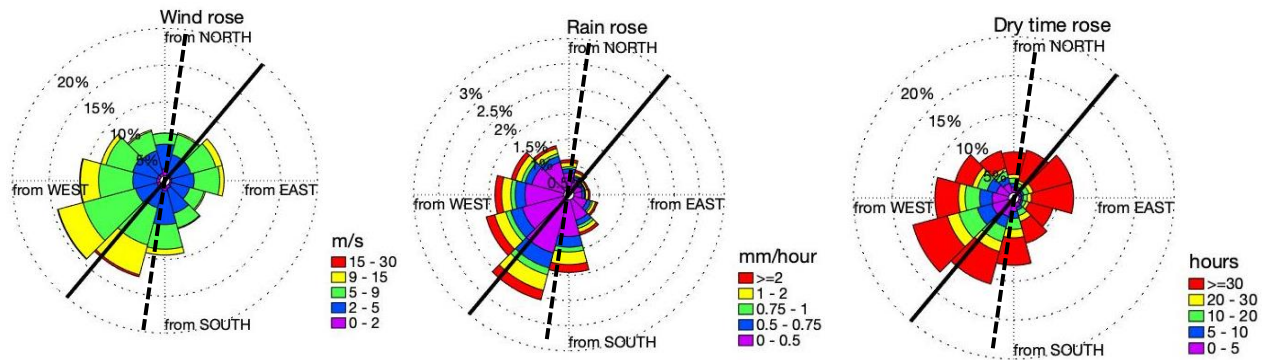 Wind rose
from NORTH
20%
15%
10%
5%
from WEST
from EAST
from SOUTH
m/s
15 - 30
9 - 15
5 - 9
2 - 5
0 - 2
Rain rose
from NORTH
3%
2.5%
2%
1.5%
1%
from WEST
from EAST
from SOUTH
mm/hour
>=2
1 - 2
0.75 - 1
0.5 - 0.75
0 - 0.5
Dry time rose
from NORTH
20%
15%
10%
5%
from WEST
from EAST
from SOUTH
hours
>=30
20 - 30
10 - 20
5 - 10
0 - 5